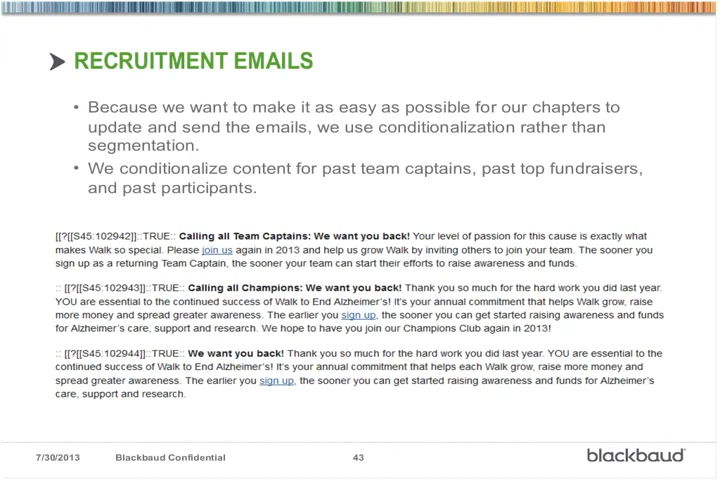 RECRUITMENT EMAILS
• Because we want to make it as easy as possible for our chapters to
update and send the emails, we use conditionalization rather than
segmentation.
• We conditionalize content for past team captains, past top fundraisers,
and past participants.
[[?[[S45:102942]]::TRUE:: Calling all Team Captains: We want you back! Your level of passion for this cause is exactly what
makes Walk so special. Please join us again in 2013 and help us grow Walk by inviting others to join your team. The sooner you
sign up as a returning Team Captain, the sooner your team can start their efforts to raise awareness and funds.
:: [[?[[S45:102943]]::TRUE:: Calling all Champions: We want you back! Thank you so much for the hard work you did last year.
YOU are essential to the continued success of Walk to End Alzheimer's! It's your annual commitment that helps Walk grow, raise
more money and spread greater awareness. The earlier you sign up, the sooner you can get started raising awareness and funds
for Alzheimer's care, support and research. We hope to have you join our Champions Club again in 2013!
:: [[?[[S45:102944]]::TRUE:: We want you back! Thank you so much for the hard work you did last year. YOU are essential to the
continued success of Walk to End Alzheimer's! It's your annual commitment that helps each Walk grow, raise more money and
spread greater awareness. The earlier you sign up, the sooner you can get started raising awareness and funds for Alzheimer's
care, support and research.
7/30/2013 Blackbaud Confidential 43 blackbaud